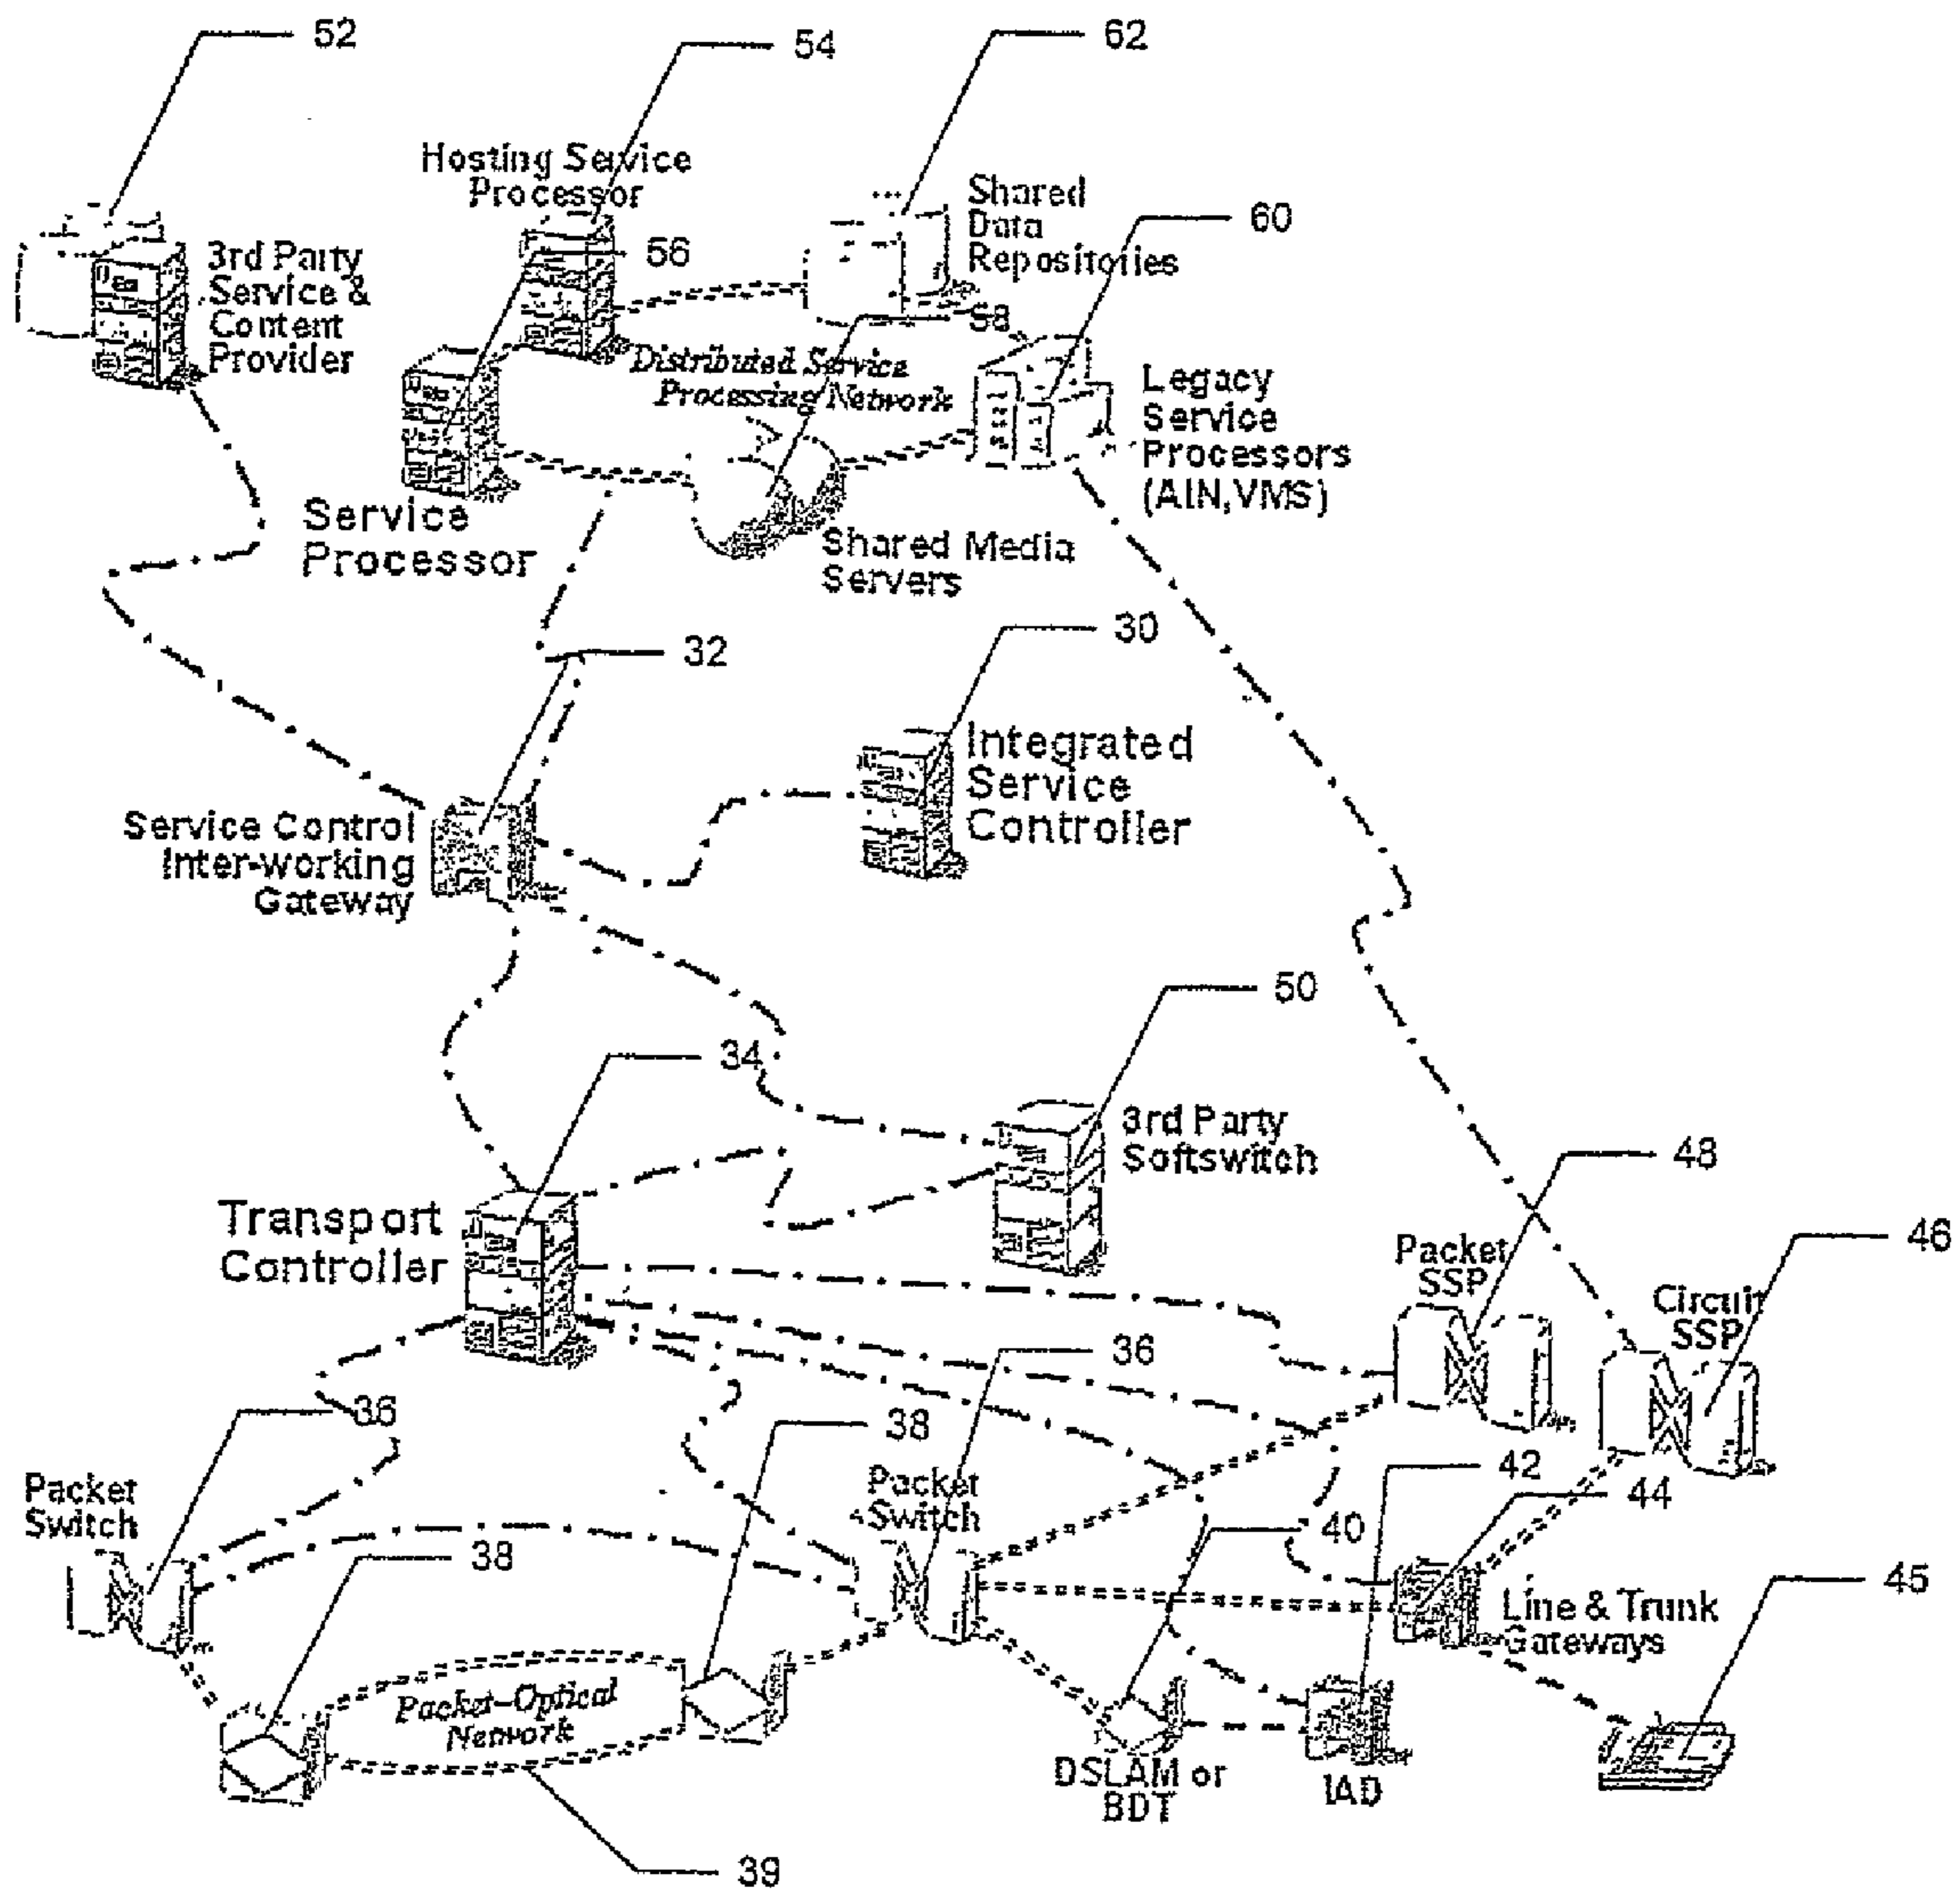 52
54
62
Hosting Service
Processor
Shared
Data
Repositories
60
3rd Party
Service &
Content
Provider
56
58
Distributed Service
Processing Network
Legacy
Service
Processors
(AIN,VMS)
Service
Processor
Shared Media
Servers
30
32
Integrated
Service
Controller
Service Control
Inter-working
Gateway
50
34
3rd Party
Softswitch
48
Transport
Controller
46
Packet
SSP
Circuit
SSP
36
36
38
42
44
Packet
Switch
Packet
Switch
40
38
45
Line & Trunk
Gateways
Packet-Optical
Network
DSLAM or
BDT
IAD
39